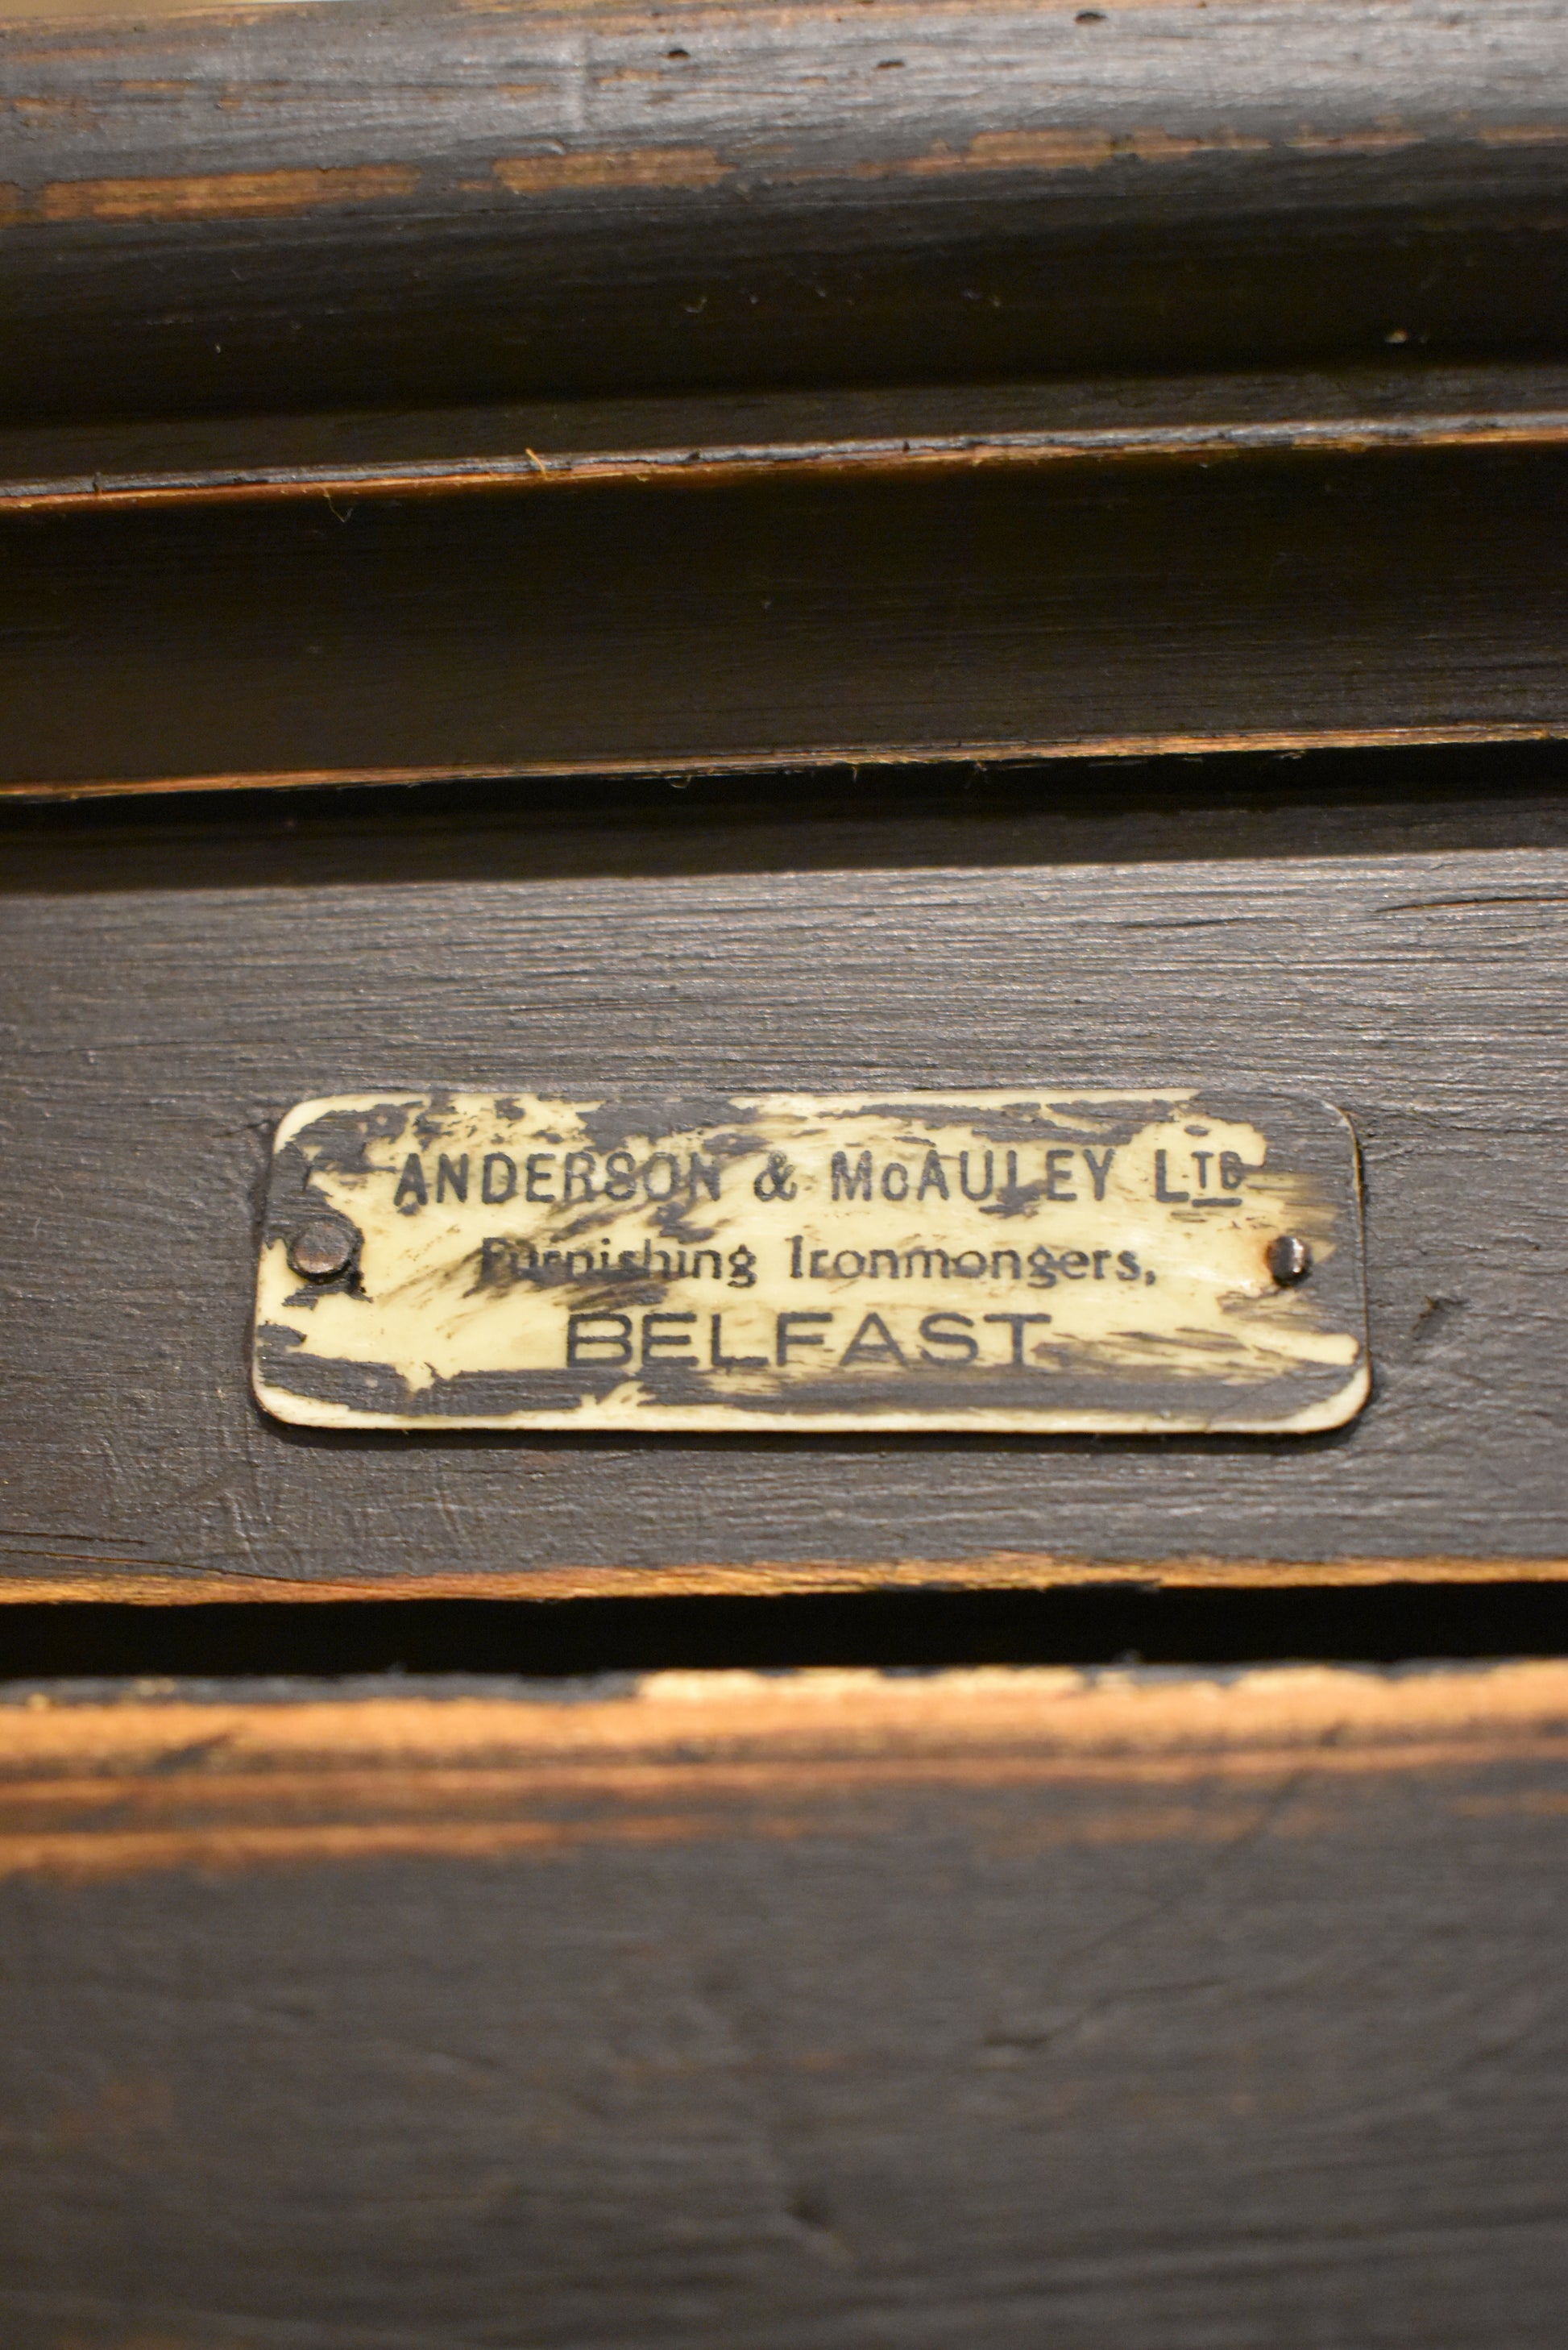 ANDERSON & McAULEY LTD
Furnishing Ironmongers,
BELFAST.